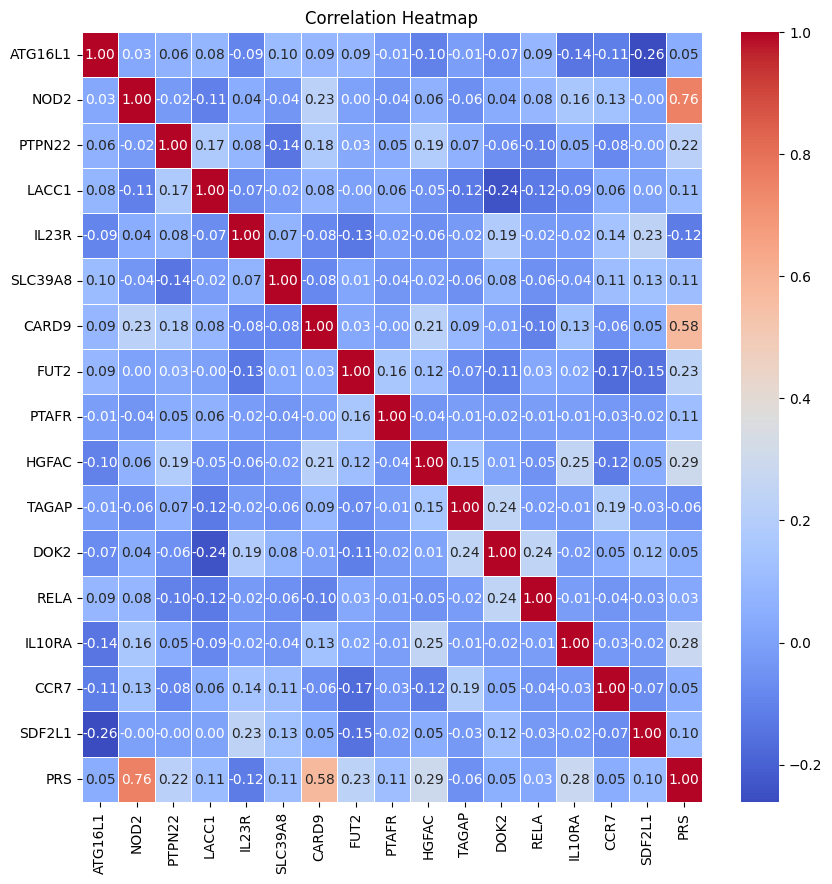 Correlation Heatmap
ATG16L1 1.00 0.03 0.06 0.08 -0.09 0.10 0.09 0.09 -0.01 -0.10 -0.01 -0.07 0.09 -0.14 -0.11 -0.26 0.05
NOD2 0.03 1.00 -0.02 -0.11 0.04 -0.04 0.23 0.00 -0.04 0.06 -0.06 0.04 0.08 0.16 0.13 -0.00 0.76
PTPN22 0.06 -0.02 1.00 0.17 0.08 -0.14 0.18 0.03 0.05 0.19 0.07 -0.06 -0.10 0.05 -0.08 -0.00 0.22
LACC1 0.08 -0.11 0.17 1.00 -0.07 -0.02 0.08 -0.00 0.06 -0.05 -0.12 -0.24 -0.12 -0.09 0.06 0.00 0.11
IL23R -0.09 0.04 0.08 -0.07 1.00 0.07 -0.08 -0.13 -0.02 -0.06 -0.02 0.19 -0.02 -0.02 0.14 0.23 -0.12
SLC39A8 0.10 -0.04 -0.14 -0.02 0.07 1.00 -0.08 0.01 -0.04 -0.02 -0.06 0.08 -0.06 -0.04 0.11 0.13 0.11
CARD9 0.09 0.23 0.18 0.08 -0.08 -0.08 1.00 0.03 -0.00 0.21 0.09 -0.01 -0.10 0.13 -0.06 0.05 0.58
FUT2 0.09 0.00 0.03 -0.00 -0.13 0.01 0.03 1.00 0.16 0.12 -0.07 -0.11 0.03 0.02 -0.17 -0.15 0.23
PTAFR -0.01 -0.04 0.05 0.06 -0.02 -0.04 -0.00 0.16 1.00 -0.04 -0.01 -0.02 -0.01 -0.01 -0.03 -0.02 0.11
HGFAC -0.10 0.06 0.19 -0.05 -0.06 -0.02 0.21 0.12 -0.04 1.00 0.15 0.01 -0.05 0.25 -0.12 0.05 0.29
TAGAP -0.01 -0.06 0.07 -0.12 -0.02 -0.06 0.09 -0.07 -0.01 0.15 1.00 0.24 -0.02 -0.01 0.19 -0.03 -0.06
DOK2 -0.07 0.04 -0.06 -0.24 0.19 0.08 -0.01 -0.11 -0.02 0.01 0.24 1.00 0.24 -0.02 0.05 0.12 0.05
RELA 0.09 0.08 -0.10 -0.12 -0.02 -0.06 -0.10 0.03 -0.01 -0.05 -0.02 0.24 1.00 -0.01 -0.04 -0.03 0.03
IL10RA -0.14 0.16 0.05 -0.09 -0.02 -0.04 0.13 0.02 -0.01 0.25 -0.01 -0.02 -0.01 1.00 -0.03 -0.02 0.28
CCR7 -0.11 0.13 -0.08 0.06 0.14 0.11 -0.06 -0.17 -0.03 -0.12 0.19 0.05 -0.04 -0.03 1.00 -0.07 0.05
SDF2L1 -0.26 -0.00 -0.00 0.00 0.23 0.13 0.05 -0.15 -0.02 0.05 -0.03 0.12 -0.03 -0.02 -0.07 1.00 0.10
PRS 0.05 0.76 0.22 0.11 -0.12 0.11 0.58 0.23 0.11 0.29 -0.06 0.05 0.03 0.28 0.05 0.10 1.00
ATG16L1 NOD2 PTPN22 LACC1 IL23R SLC39A8 CARD9 FUT2 PTAFR HGFAC TAGAP DOK2 RELA IL10RA CCR7 SDF2L1 PRS
1.0
0.8
0.6
0.4
0.2
0.0
−0.2